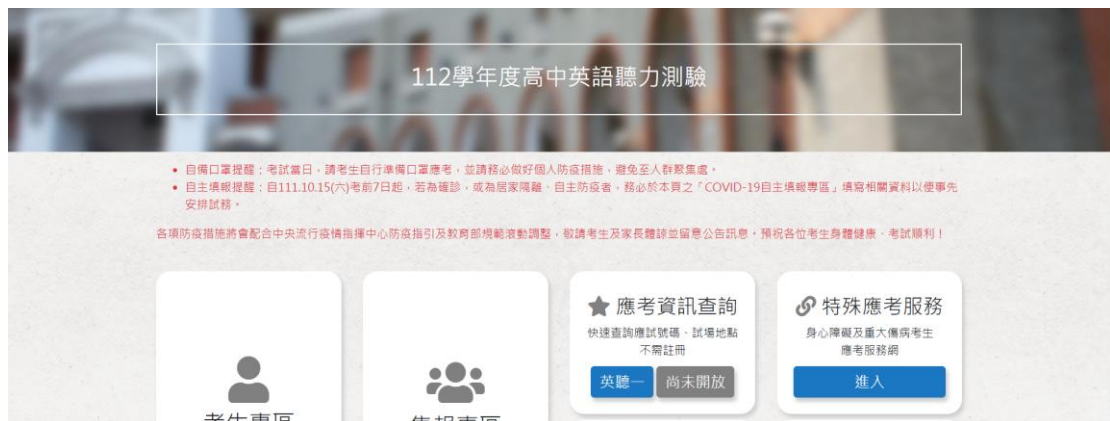 112學年度高中英語聽力測驗
自備口罩提醒：考試當日，請考生自行準備口罩應考，並請務必做好個人防疫措施，避免至人群聚集處。
自主填報提醒：自111.10.15(六)考前7日起，若為確診、或為居家隔離、自主防疫者，務必於本頁之「COVID-19自主填報專區」填寫相關資料以便事先
安排試務。
各項防疫措施將會配合中央流行疫情指揮中心防疫指引及教育部規範滾動調整，敬請考生及家長體諒並留意公告訊息。預祝各位考生身體健康、考試順利！
考生專區
集報專區
應考資訊查詢
快速查詢應試號碼、試場地點
不需註冊
英聽一 尚未開放
特殊應考服務
身心障礙及重大傷病考生
應考服務網
進入